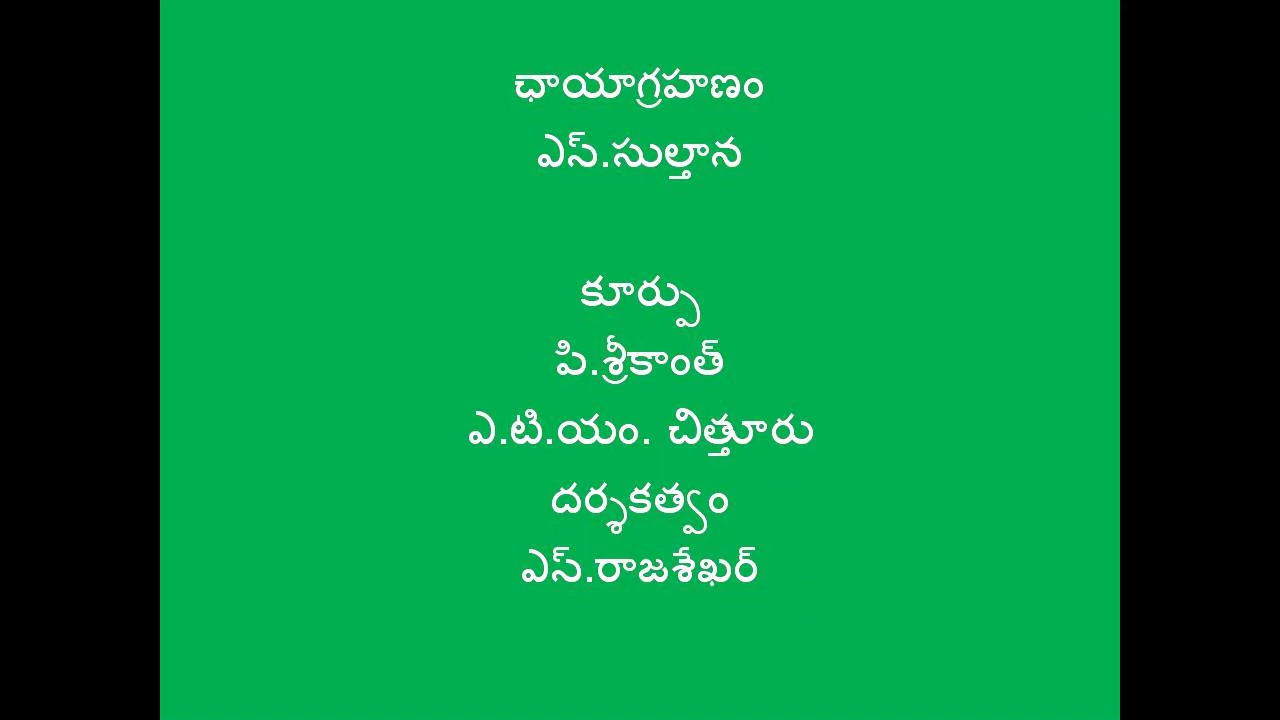 ఛాయాగ్రహణం
ఎస్.సుల్తాన
కూర్పు
పి.శ్రీకాంత్
ఎ.టి.యం. చిత్తూరు
దర్శకత్వం
ఎస్.రాజశేఖర్